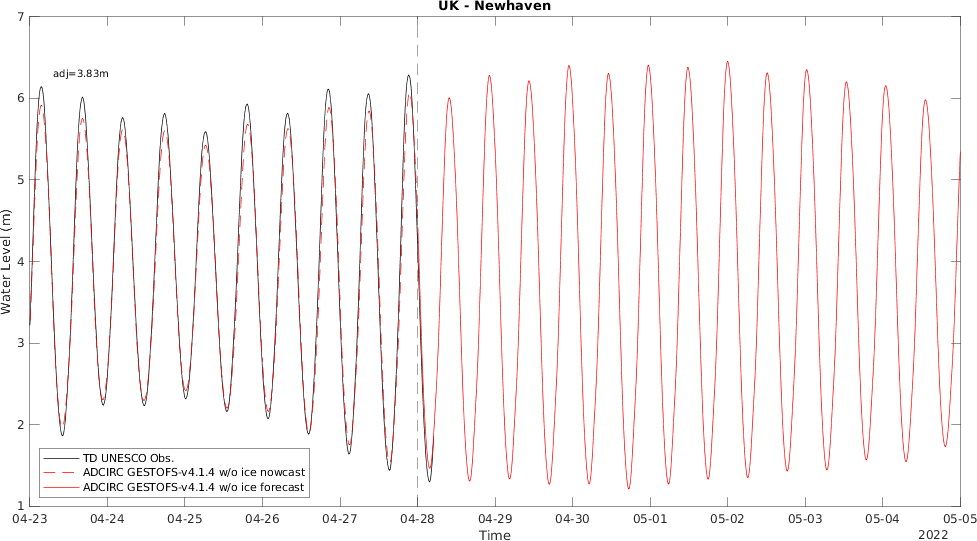 UK - Newhaven
7
6
5
4
3
2
1
Water Level (m)
adj=3.83m
TD UNESCO Obs.
ADCIRC GESTOFS-v4.1.4 w/o ice nowcast
ADCIRC GESTOFS-v4.1.4 w/o ice forecast
04-23 04-24 04-25 04-26 04-27 04-28 04-29 04-30 05-01 05-02 05-03 05-04 05-05
Time
2022